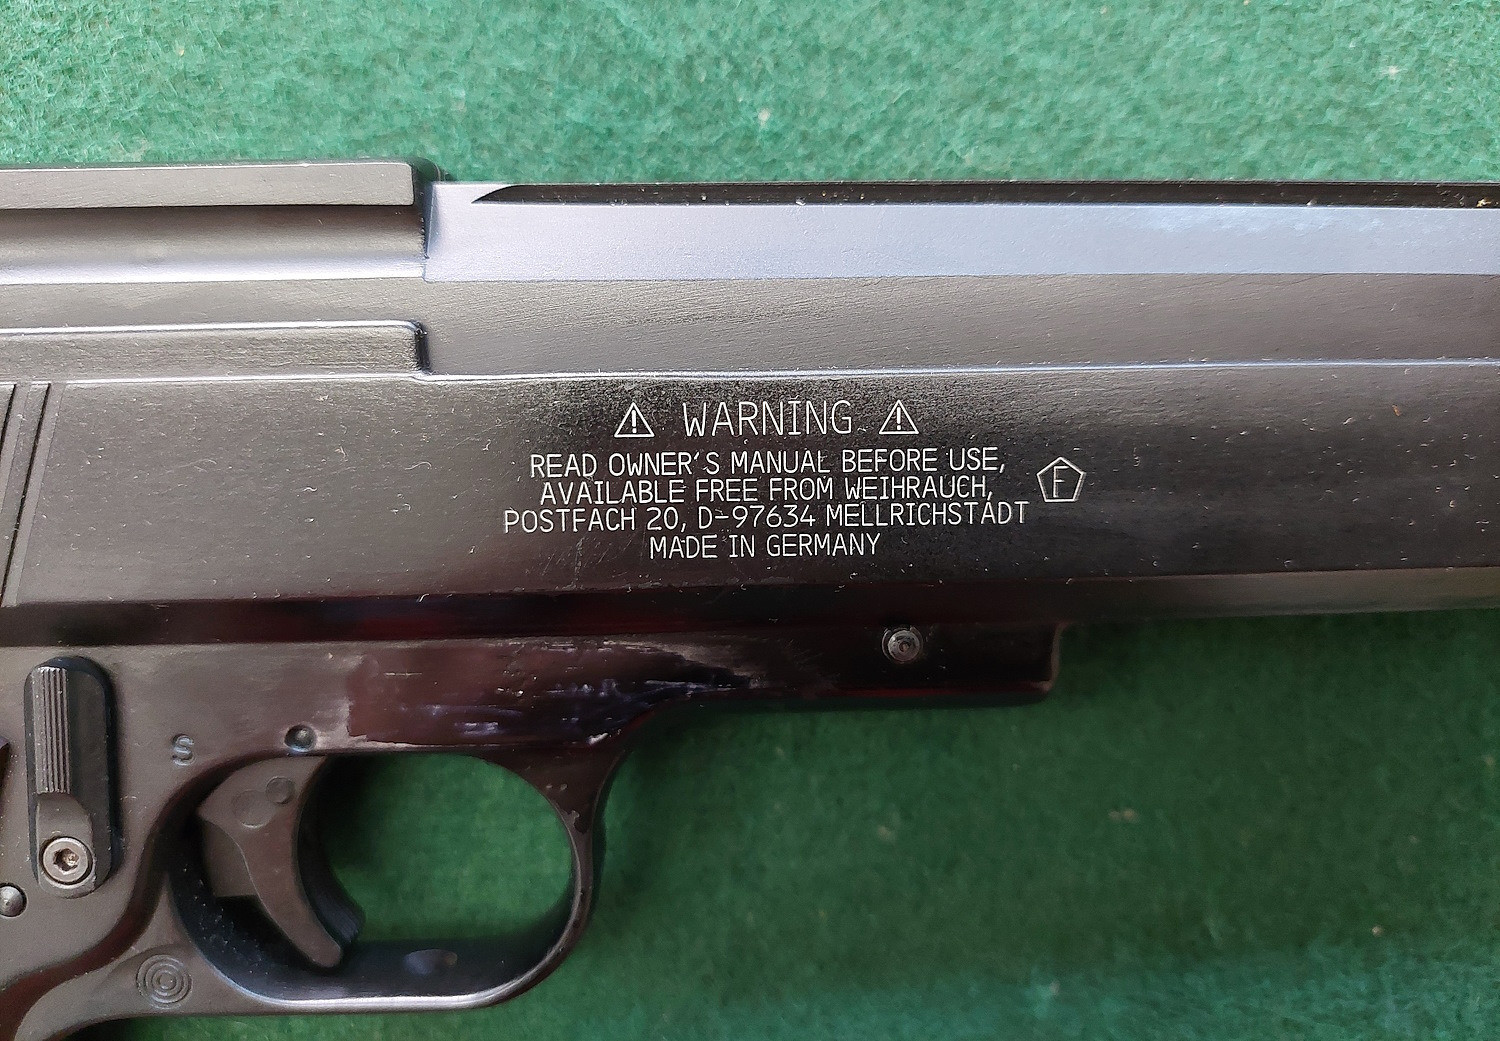 ⚠ WARNING ⚠
READ OWNER'S MANUAL BEFORE USE,
AVAILABLE FREE FROM WEIHRAUCH,
POSTFACH 20, D-97634 MELLRICHSTADT
MADE IN GERMANY
F
S